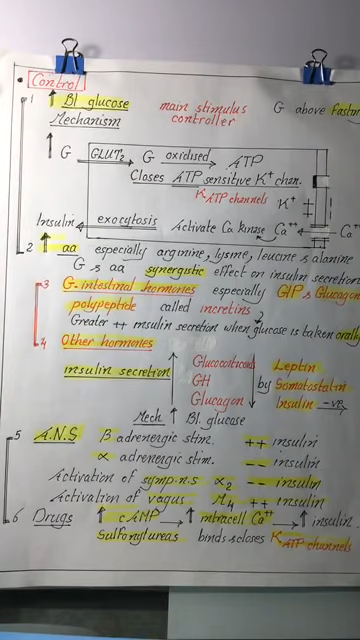 Control
1 ↑ Bl glucose main stimulus G above fastin
Mechanism controller
↑ G GLUT2 G oxidised ATP
Closes ATP sensitive K+ chan.
K ATP channels K+
Insulin exocytosis Activate Ca kinase Ca++ Ca++
2 ↑ aa especially arginine, lysine, leucine & alanine
G & aa synergistic effect on insulin secretion
3 G. intestinal hormones especially GIP & Glucagon
polypeptide called incretins
Greater ++ insulin secretion when glucose is taken orally
4 Other hormones
insulin secretion ↑ Glucocorticoids ↓ Leptin
GH by Somatostatin
Glucagon Insulin -ve
Mech ↑ Bl. glucose
5 A.N.S β adrenergic stim. ++ insulin
α adrenergic stim. -- insulin
Activation of symp.n.s α2 -- insulin
Activation of vagus M4 ++ insulin
6 Drugs ↑ cAMP → ↑ intracell Ca++ → ↑ insulin
Sulfonylureas binds & closes K ATP channels